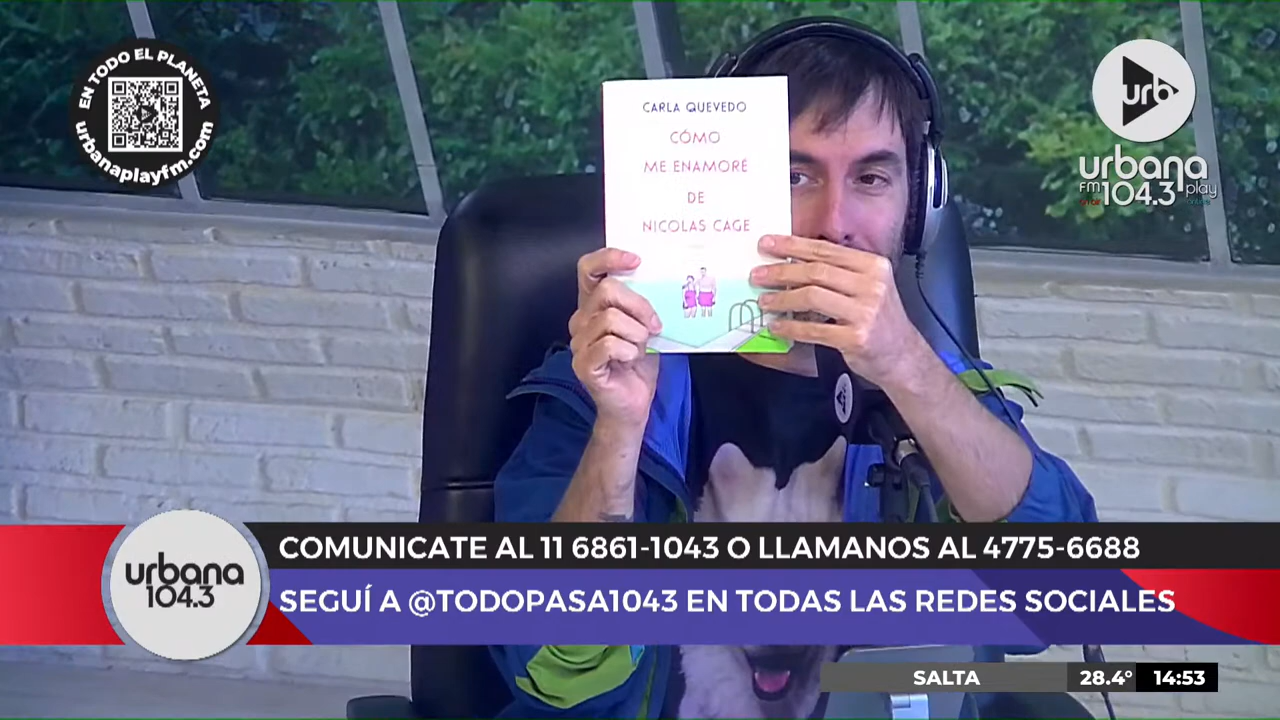 EN TODO EL PLANETA
urbanaplayfm.com
urb
urbana
FM 104.3 play
CARLA QUEVEDO
CÓMO
ME ENAMORÉ
DE
NICOLAS CAGE
urbana
104.3
COMUNICATE AL 11 6861-1043 O LLAMANOS AL 4775-6688
SEGUÍ A @TODOPASA1043 EN TODAS LAS REDES SOCIALES
SALTA 28.4° 14:53